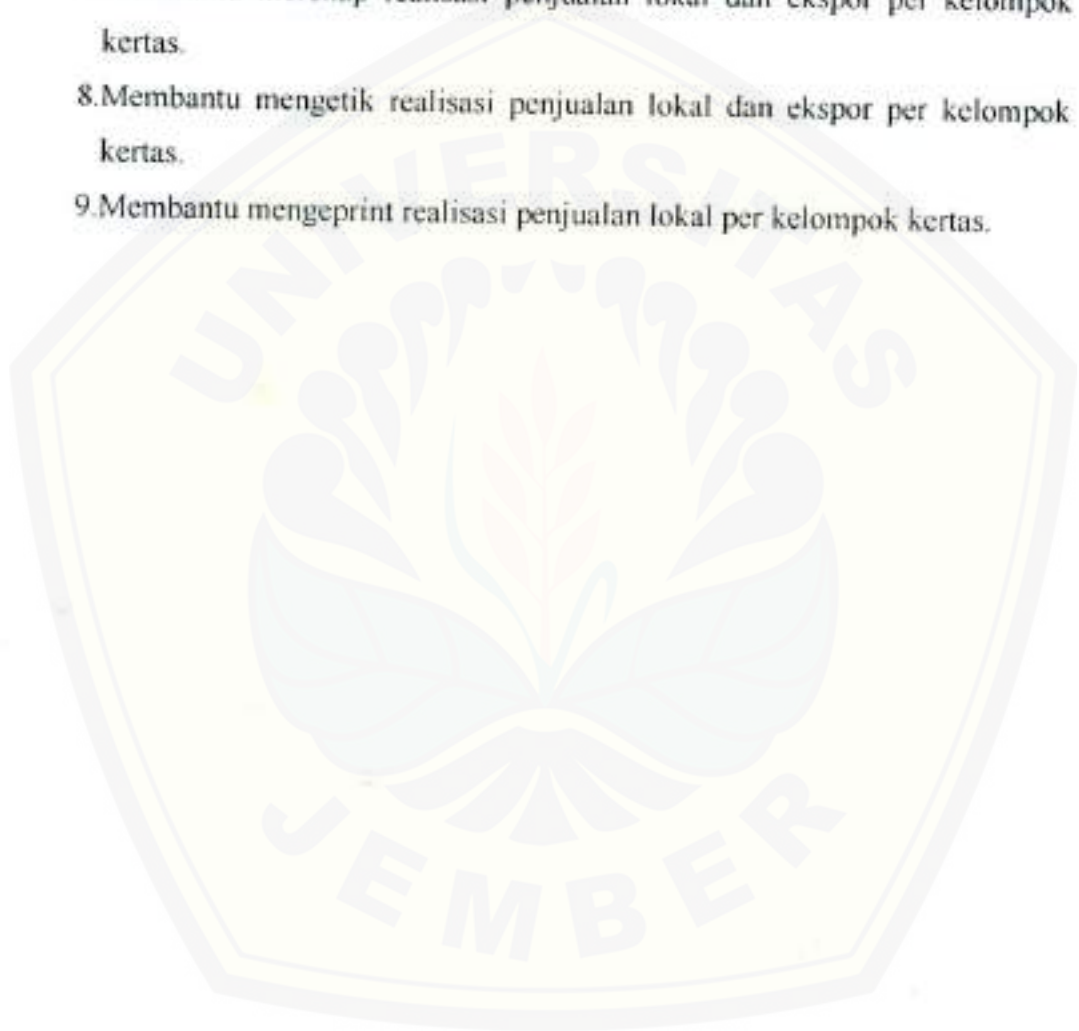 realisasi penjualan lokal dan ekspor per kelompok
kertas.
8.Membantu mengetik realisasi penjualan lokal dan ekspor per kelompok
kertas.
9.Membantu mengeprint realisasi penjualan lokal per kelompok kertas.
UNIVERSITAS
JEMBER